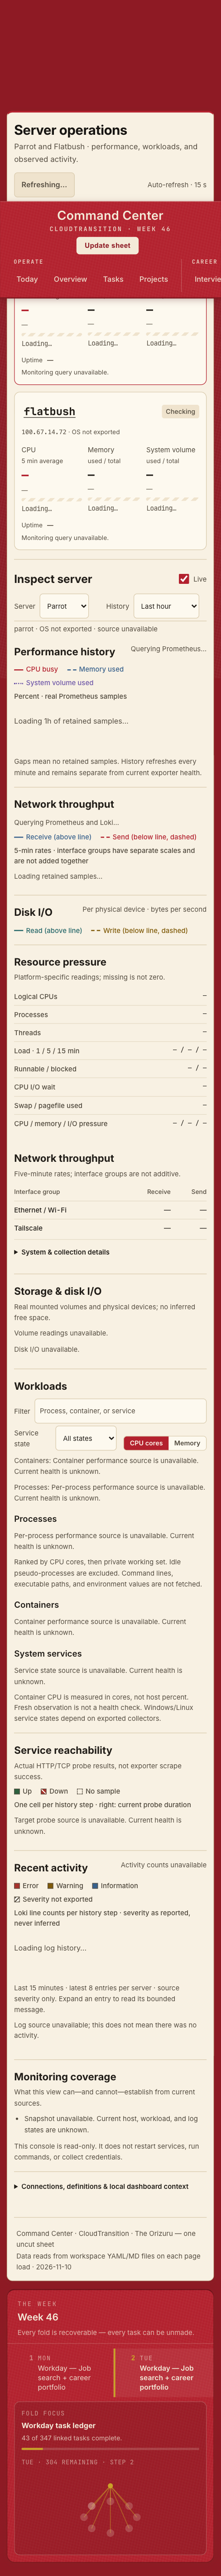 Server operations
Parrot and Flatbush · performance, workloads, and
observed activity.
Refreshing…
Auto-refresh · 15 s
Command Center
CLOUDTRANSITION · WEEK 46
Update sheet
OPERATE
CAREER
Today Overview Tasks Projects
— — —
— — —
Loading… Loading… Loading…
Uptime —
Monitoring query unavailable.
flatbush
Checking
100.67.14.72 · OS not exported
CPU Memory System volume
5 min average used / total used / total
— — —
— — —
Loading… Loading… Loading…
Uptime —
Monitoring query unavailable.
Inspect server
Live
Server Parrot History Last hour
parrot · OS not exported · source unavailable
Performance history
Querying Prometheus…
CPU busy Memory used
System volume used
Percent · real Prometheus samples
Loading 1h of retained samples…
Gaps mean no retained samples. History refreshes every
minute and remains separate from current exporter health.
Network throughput
Querying Prometheus and Loki…
Receive (above line) Send (below line, dashed)
5-min rates · interface groups have separate scales and
are not added together
Loading retained samples…
Disk I/O
Per physical device · bytes per second
Read (above line) Write (below line, dashed)
Resource pressure
Platform-specific readings; missing is not zero.
Logical CPUs –
Processes –
Threads –
Load · 1 / 5 / 15 min – / – / –
Runnable / blocked – / –
CPU I/O wait –
Swap / pagefile used –
CPU / memory / I/O pressure – / – / –
Network throughput
Five-minute rates; interface groups are not additive.
Interface group Receive Send
Ethernet / Wi-Fi — —
Tailscale — —
System & collection details
Storage & disk I/O
Real mounted volumes and physical devices; no inferred
free space.
Volume readings unavailable.
Disk I/O unavailable.
Workloads
Filter Process, container, or service
Service
state
All states
CPU cores Memory
Containers: Container performance source is unavailable.
Current health is unknown.
Processes: Per-process performance source is unavailable.
Current health is unknown.
Processes
Per-process performance source is unavailable. Current
health is unknown.
Ranked by CPU cores, then private working set. Idle
pseudo-processes are excluded. Command lines,
executable paths, and environment values are not fetched.
Containers
Container performance source is unavailable. Current
health is unknown.
System services
Service state source is unavailable. Current health is
unknown.
Container CPU is measured in cores, not host percent.
Fresh observation is not a health check. Windows/Linux
service states depend on exported collectors.
Service reachability
Actual HTTP/TCP probe results, not exporter scrape
success.
Up Down No sample
One cell per history step · right: current probe duration
Target probe source is unavailable. Current health is
unknown.
Recent activity
Activity counts unavailable
Error Warning Information
Severity not exported
Loki line counts per history step · severity as reported,
never inferred
Loading log history…
Last 15 minutes · latest 8 entries per server · source
severity only. Expand an entry to read its bounded
message.
Log source unavailable; this does not mean there was no
activity.
Monitoring coverage
What this view can—and cannot—establish from current
sources.
• Snapshot unavailable. Current host, workload, and log
states are unknown.
This console is read-only. It does not restart services, run
commands, or collect credentials.
Connections, definitions & local dashboard context
Command Center · CloudTransition · The Orizuru — one
uncut sheet
Data reads from workspace YAML/MD files on each page
load · 2026-11-10
THE WEEK
Week 46
Every fold is recoverable — every task can be unmade.
1 MON
Workday — Job
search + career
portfolio
2 TUE
Workday — Job
search + career
portfolio
FOLD FOCUS
Workday task ledger
43 of 347 linked tasks complete.
TUE · 304 REMAINING · STEP 2